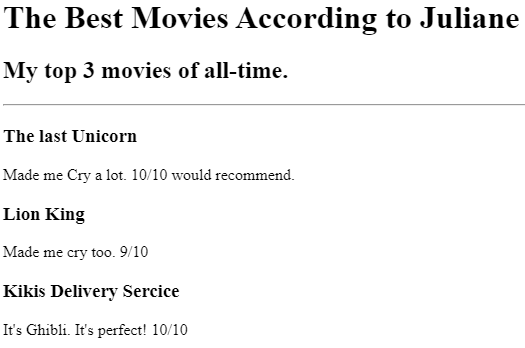 The Best Movies According to Juliane
My top 3 movies of all-time.
The last Unicorn
Made me Cry a lot. 10/10 would recommend.
Lion King
Made me cry too. 9/10
Kikis Delivery Sercice
It's Ghibli. It's perfect! 10/10